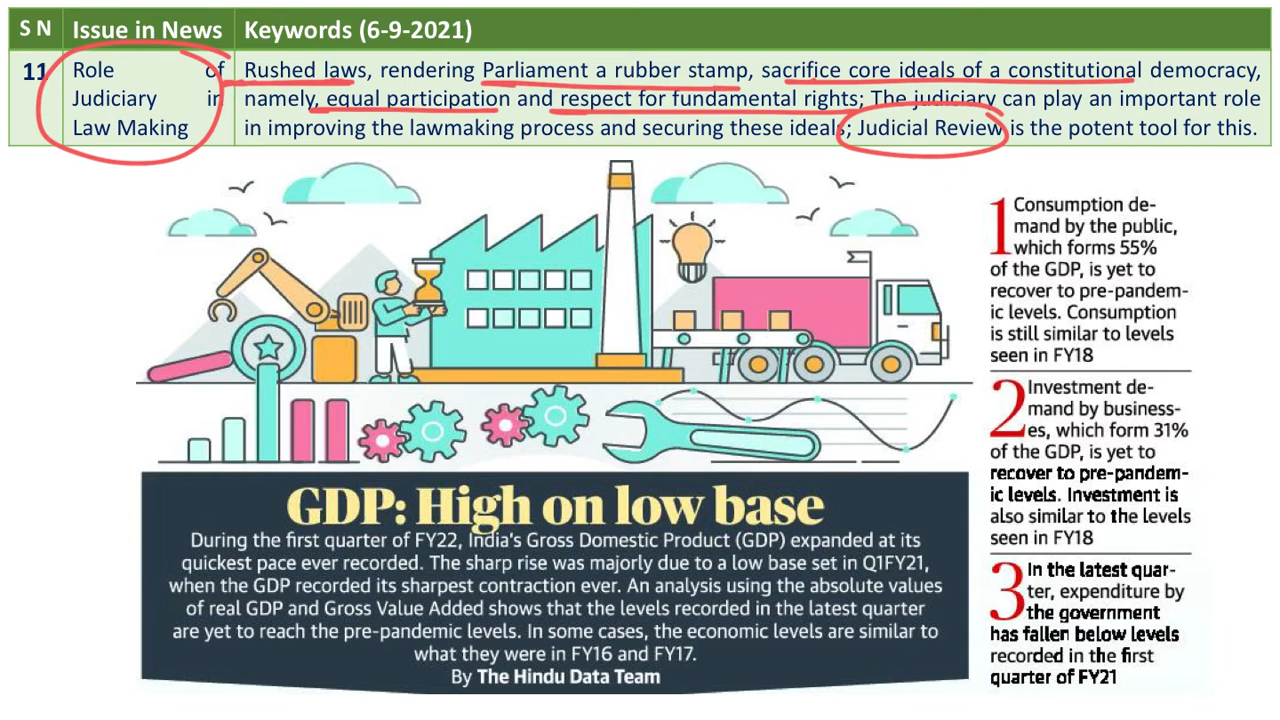 S N Issue in News Keywords (6-9-2021)
11 Role of Rushed laws, rendering Parliament a rubber stamp, sacrifice core ideals of a constitutional democracy,
Judiciary in namely, equal participation and respect for fundamental rights; The judiciary can play an important role
Law Making in improving the lawmaking process and securing these ideals; Judicial Review is the potent tool for this.
GDP: High on low base
During the first quarter of FY22, India's Gross Domestic Product (GDP) expanded at its
quickest pace ever recorded. The sharp rise was majorly due to a low base set in Q1FY21,
when the GDP recorded its sharpest contraction ever. An analysis using the absolute values
of real GDP and Gross Value Added shows that the levels recorded in the latest quarter
are yet to reach the pre-pandemic levels. In some cases, the economic levels are similar to
what they were in FY16 and FY17.
By The Hindu Data Team
1 Consumption de-
mand by the public,
which forms 55%
of the GDP, is yet to
recover to pre-pandem-
ic levels. Consumption
is still similar to levels
seen in FY18
2 Investment de-
mand by business-
es, which form 31%
of the GDP, is yet to
recover to pre-pandem-
ic levels. Investment is
also similar to the levels
seen in FY18
3 In the latest quar-
ter, expenditure by
the government
has fallen below levels
recorded in the first
quarter of FY21